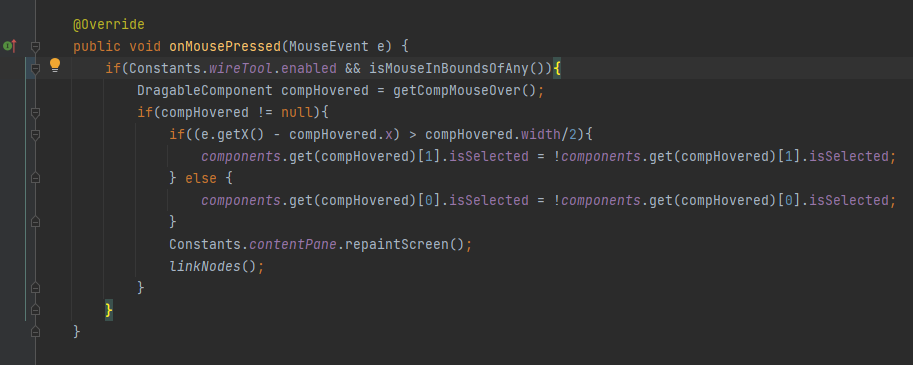 @Override
public void onMousePressed(MouseEvent e) {
if(Constants.wireTool.enabled && isMouseInBoundsOfAny()){
DragableComponent compHovered = getCompMouseOver();
if(compHovered != null){
if((e.getX() - compHovered.x) > compHovered.width/2){
components.get(compHovered)[1].isSelected = !components.get(compHovered)[1].isSelected;
} else {
components.get(compHovered)[0].isSelected = !components.get(compHovered)[0].isSelected;
}
Constants.contentPane.repaintScreen();
linkNodes();
}
}
}